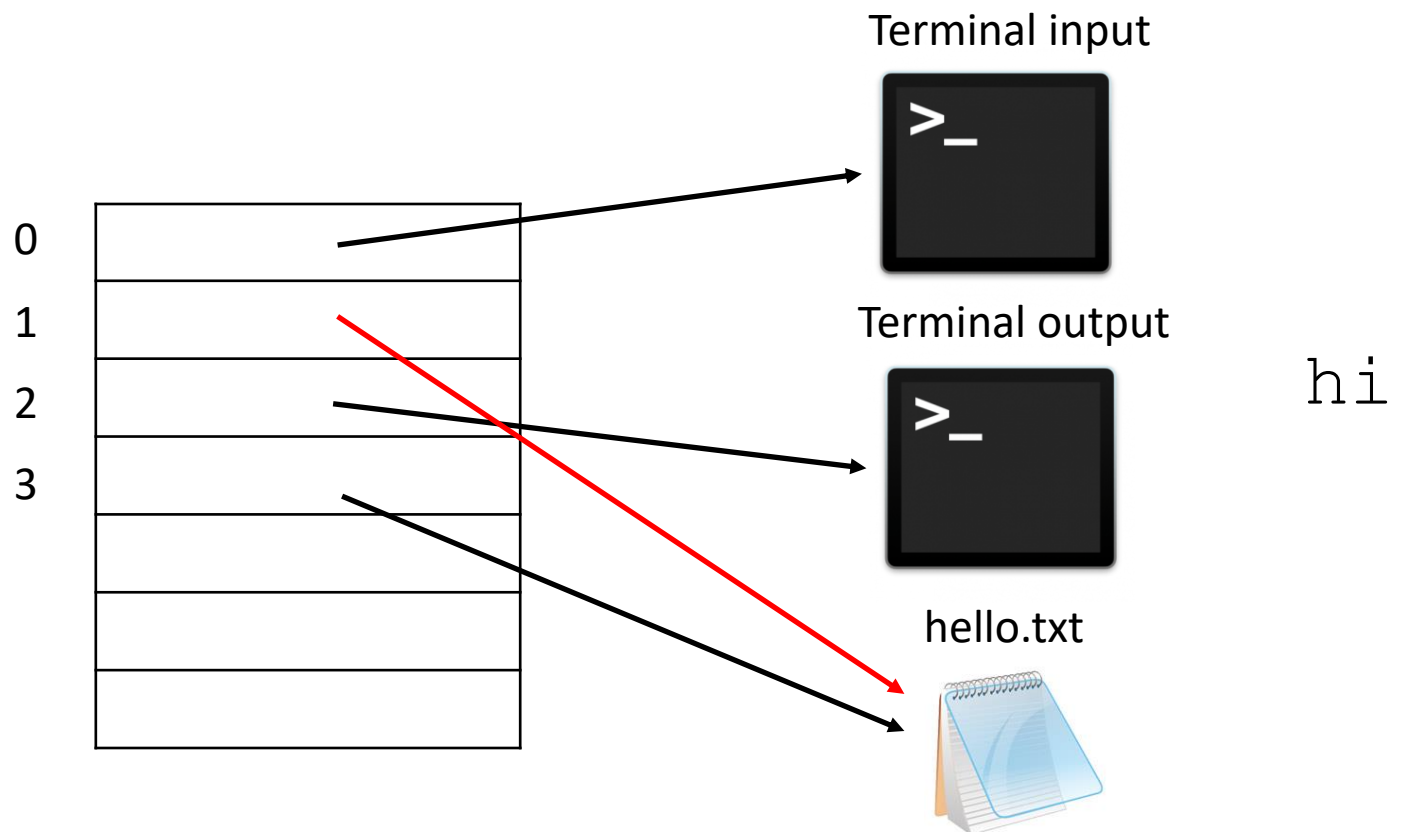 Terminal input
>_
0
1
Terminal output
hi
2
>_
3
hello.txt